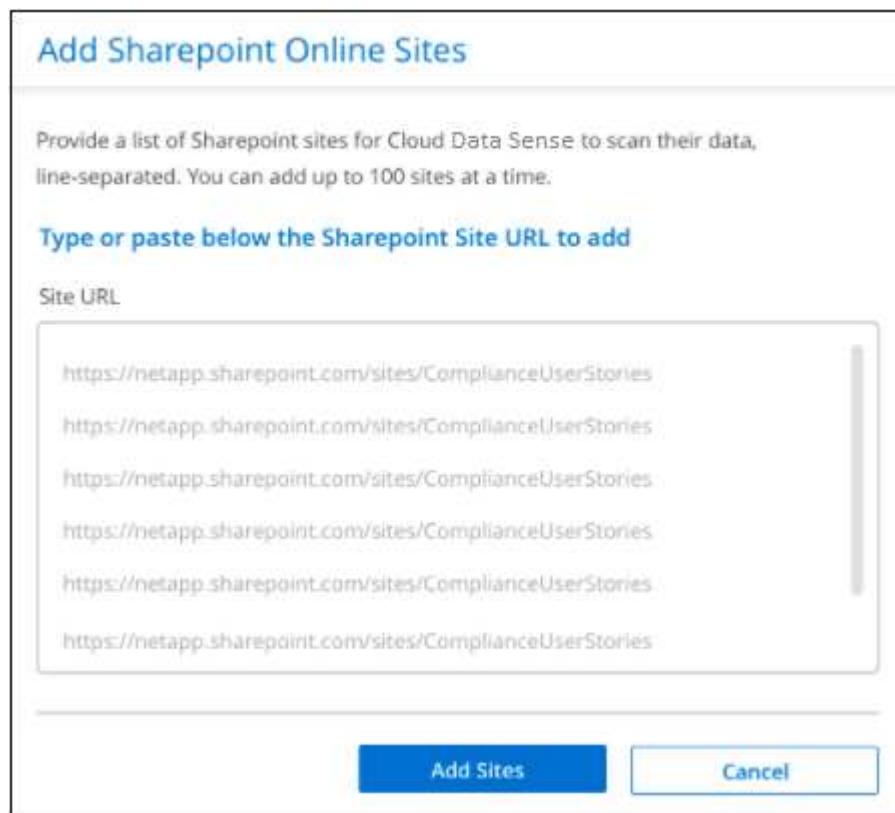 Add Sharepoint Online Sites
Provide a list of Sharepoint sites for Cloud Data Sense to scan their data,
line-separated. You can add up to 100 sites at a time.
Type or paste below the Sharepoint Site URL to add
Site URL
https://netapp.sharepoint.com/sites/ComplianceUserStories
https://netapp.sharepoint.com/sites/ComplianceUserStories
https://netapp.sharepoint.com/sites/ComplianceUserStories
https://netapp.sharepoint.com/sites/ComplianceUserStories
https://netapp.sharepoint.com/sites/ComplianceUserStories
https://netapp.sharepoint.com/sites/ComplianceUserStories
Add Sites Cancel